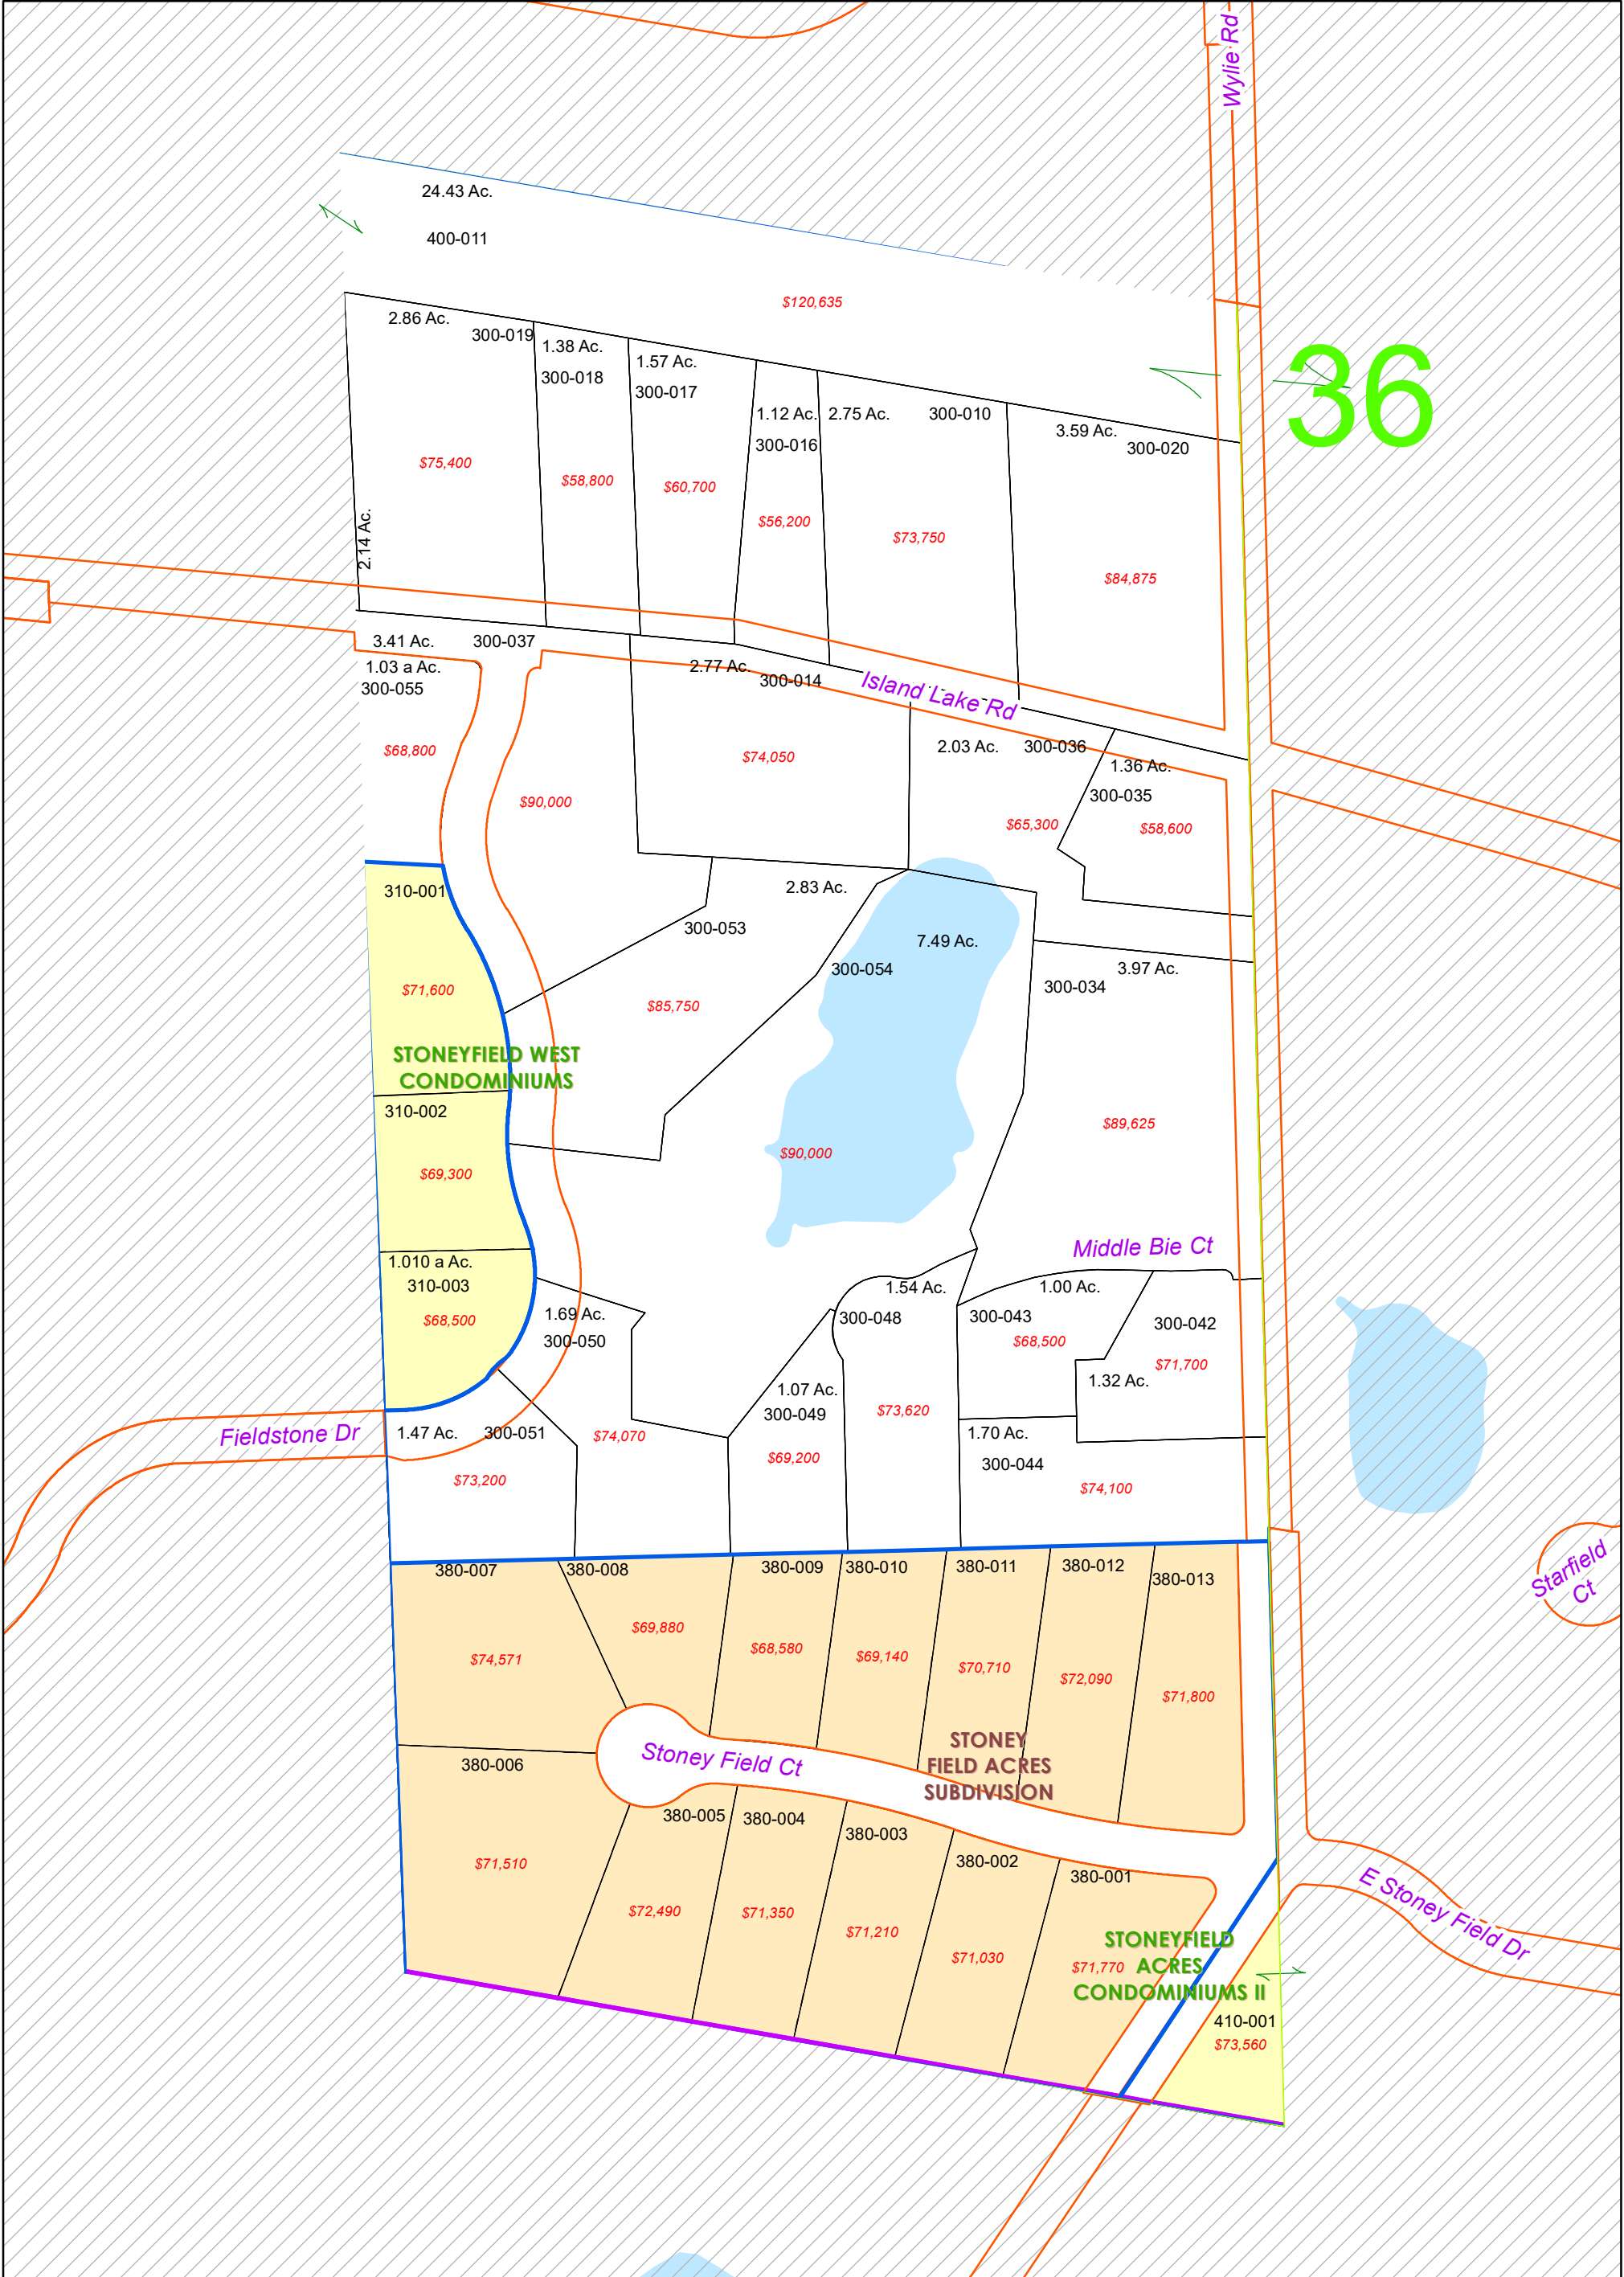 Wylie Rd
24.43 Ac.
400-011
$120,635
36
2.86 Ac.
300-019
1.38 Ac.
300-018
1.57 Ac.
300-017
1.12 Ac.
300-016
2.75 Ac.
300-010
3.59 Ac.
300-020
$75,400
$58,800
$60,700
$56,200
$73,750
$84,875
2.14 Ac.
3.41 Ac.
300-037
1.03 a Ac.
300-055
2.77 Ac.
300-014
Island Lake Rd
$68,800
$90,000
$74,050
2.03 Ac.
300-036
1.36 Ac.
300-035
$65,300
$58,600
310-001
2.83 Ac.
300-053
7.49 Ac.
300-054
3.97 Ac.
300-034
$71,600
$85,750
STONEYFIELD WEST
CONDOMINIUMS
310-002
$69,300
$90,000
$89,625
Middle Bie Ct
1.010 a Ac.
310-003
$68,500
1.69 Ac.
300-050
1.54 Ac.
300-048
1.00 Ac.
300-043
$68,500
300-042
$71,700
1.32 Ac.
1.07 Ac.
300-049
$73,620
Fieldstone Dr
1.47 Ac.
300-051
$74,070
$69,200
1.70 Ac.
300-044
$73,200
$74,100
380-007
380-008
380-009
380-010
380-011
380-012
380-013
Starfield
Ct
$74,571
$69,880
$68,580
$69,140
$70,710
$72,090
$71,800
Stoney Field Ct
STONEY
FIELD ACRES
SUBDIVISION
380-006
380-005
380-004
380-003
380-002
380-001
$71,510
$72,490
$71,350
$71,210
$71,030
$71,770
E Stoney Field Dr
STONEYFIELD
ACRES
CONDOMINIUMS II
410-001
$73,560